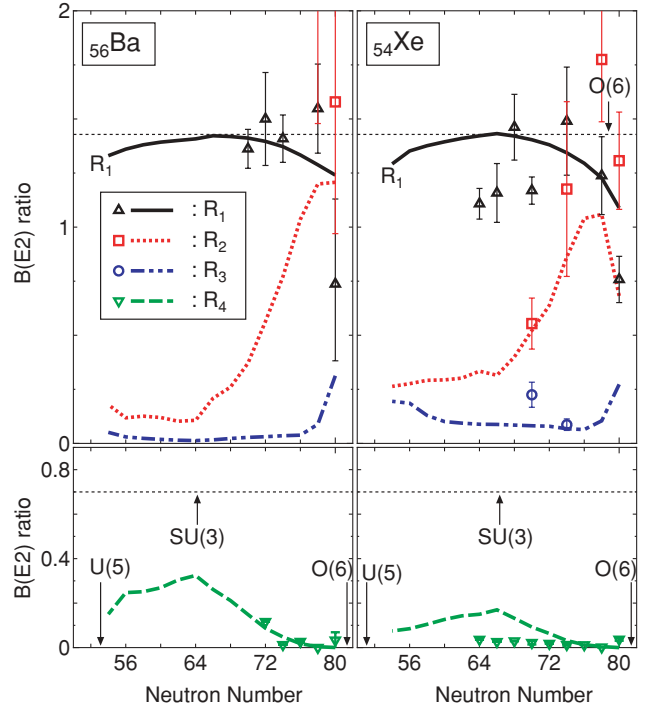 2
₅₆Ba
₅₄Xe
O(6)
R₁
R₁
B(E2) ratio
1
: R₁
: R₂
: R₃
: R₄
0
B(E2) ratio
0.8
0.4
0
SU(3)
SU(3)
U(5)
O(6)
U(5)
O(6)
56 64 72 80
56 64 72 80
Neutron Number
Neutron Number